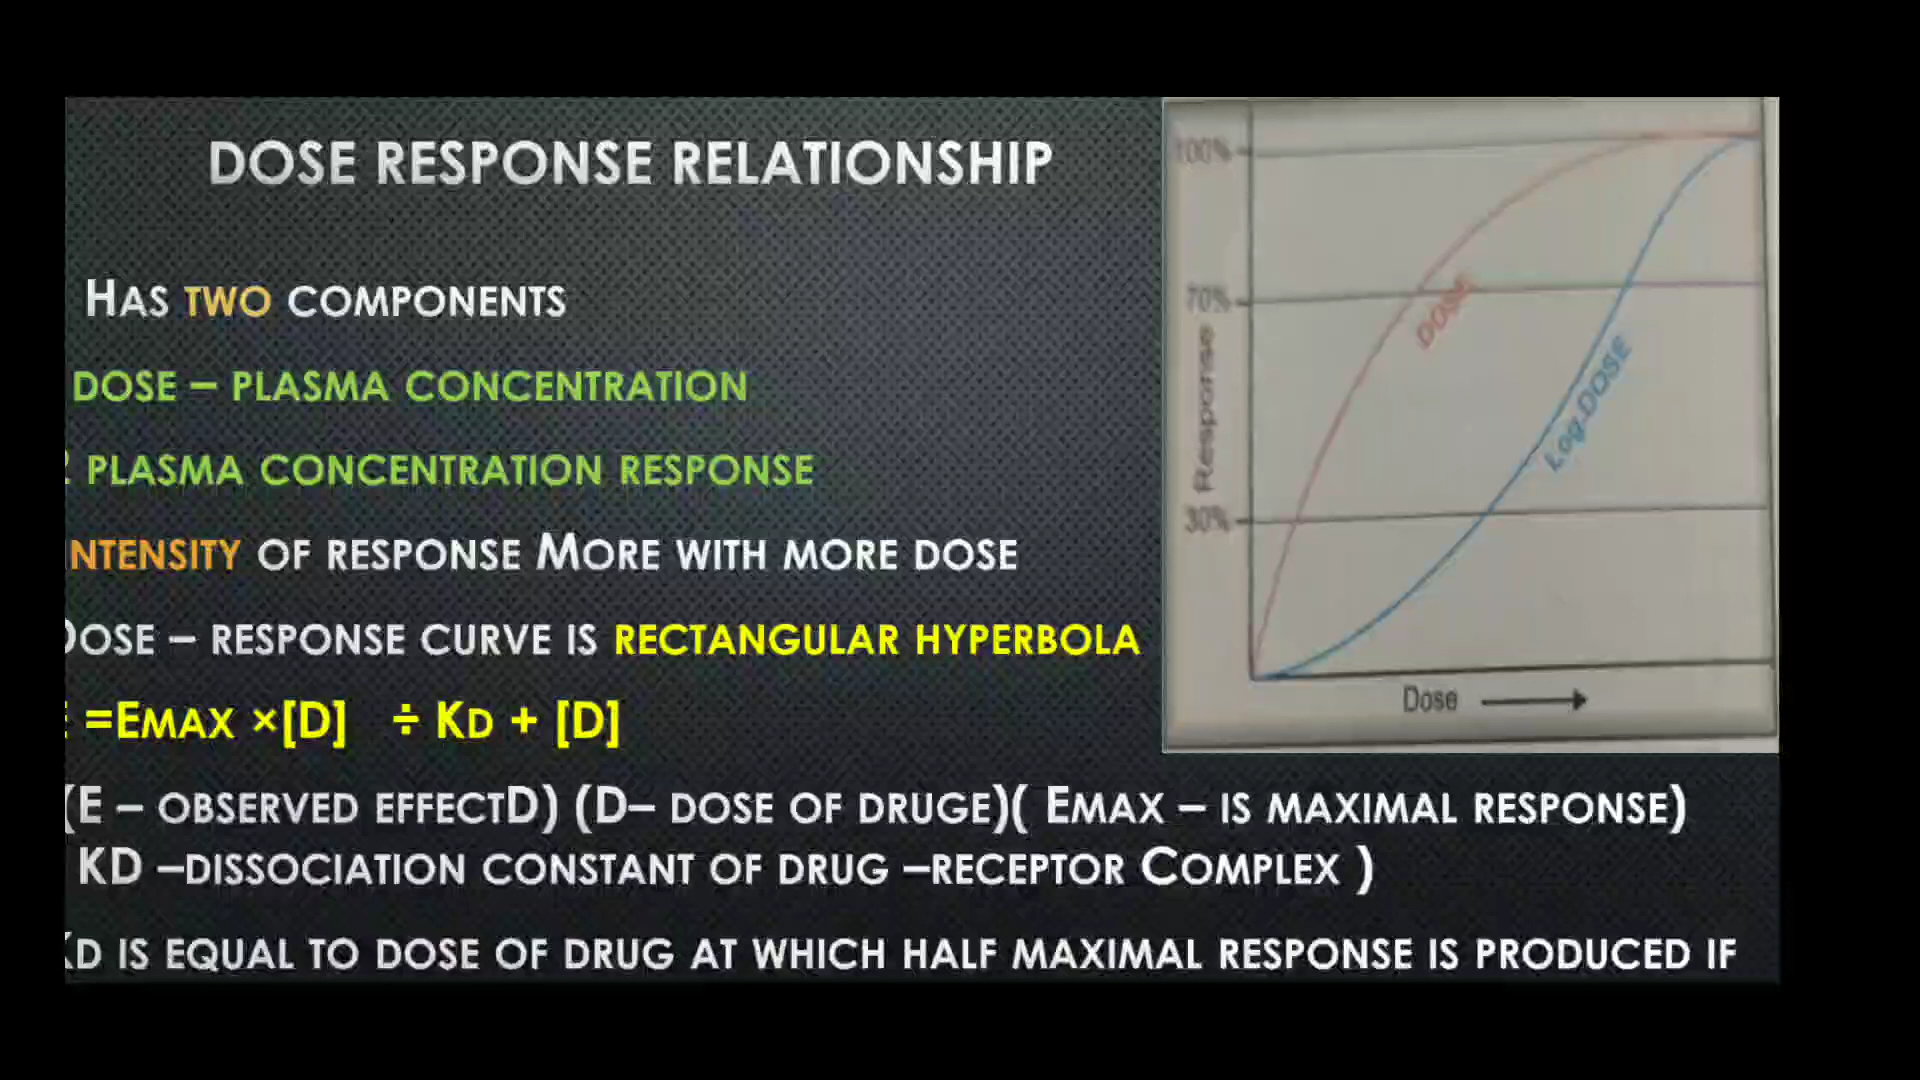 DOSE RESPONSE RELATIONSHIP
HAS TWO COMPONENTS
DOSE – PLASMA CONCENTRATION
PLASMA CONCENTRATION RESPONSE
NTENSITY OF RESPONSE MORE WITH MORE DOSE
DOSE – RESPONSE CURVE IS RECTANGULAR HYPERBOLA
E =EMAX ×[D] ÷ KD + [D]
(E – OBSERVED EFFECTD) (D– DOSE OF DRUGE)( EMAX – IS MAXIMAL RESPONSE)
KD –DISSOCIATION CONSTANT OF DRUG –RECEPTOR COMPLEX )
KD IS EQUAL TO DOSE OF DRUG AT WHICH HALF MAXIMAL RESPONSE IS PRODUCED IF
100%
70%
30%
Response
DOSE
Log.DOSE
Dose